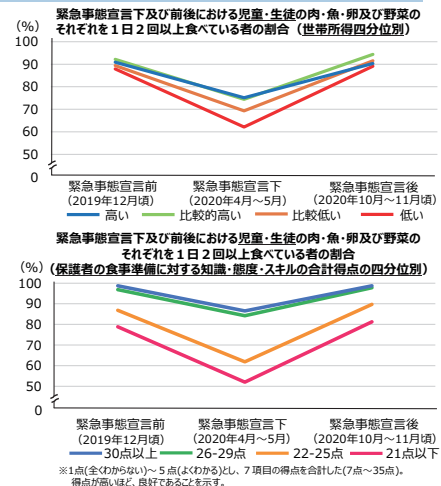 緊急事態宣言下及び前後における児童・生徒の肉・魚・卵及び野菜の
それぞれを1日2回以上食べている者の割合（世帯所得四分位別）
(%)
100
90
80
70
60
50
0
緊急事態宣言前 緊急事態宣言下 緊急事態宣言後
(2019年12月頃) (2020年4月～5月) (2020年10月～11月頃)
高い 比較的高い 比較低い 低い
緊急事態宣言下及び前後における児童・生徒の肉・魚・卵及び野菜の
それぞれを1日2回以上食べている者の割合
(%)
（保護者の食事準備に対する知識・態度・スキルの合計得点の四分位別）
100
90
80
70
60
50
0
緊急事態宣言前 緊急事態宣言下 緊急事態宣言後
(2019年12月頃) (2020年4月～5月) (2020年10月～11月頃)
30点以上 26-29点 22-25点 21点以下
※1点(全くわからない)～5点(よくわかる)とし、7項目の得点を合計した(7点～35点)。
得点が高いほど、良好であることを示す。